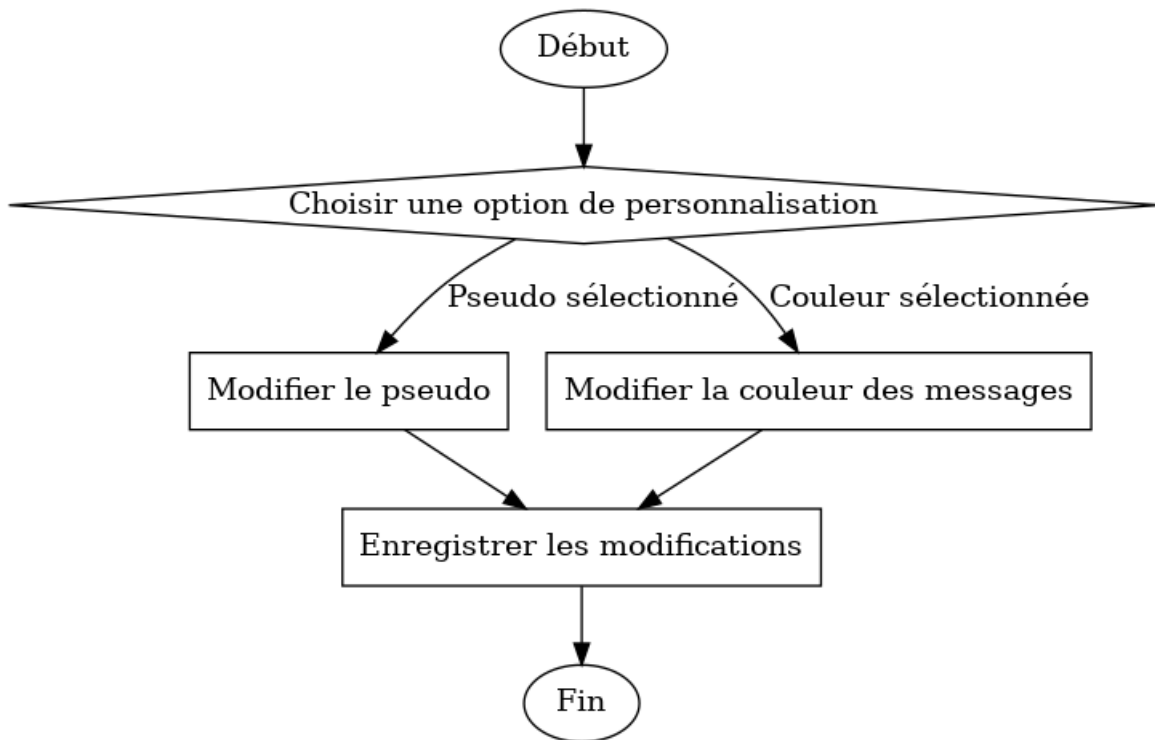 Début
Choisir une option de personnalisation
Pseudo sélectionné
Couleur sélectionnée
Modifier le pseudo
Modifier la couleur des messages
Enregistrer les modifications
Fin